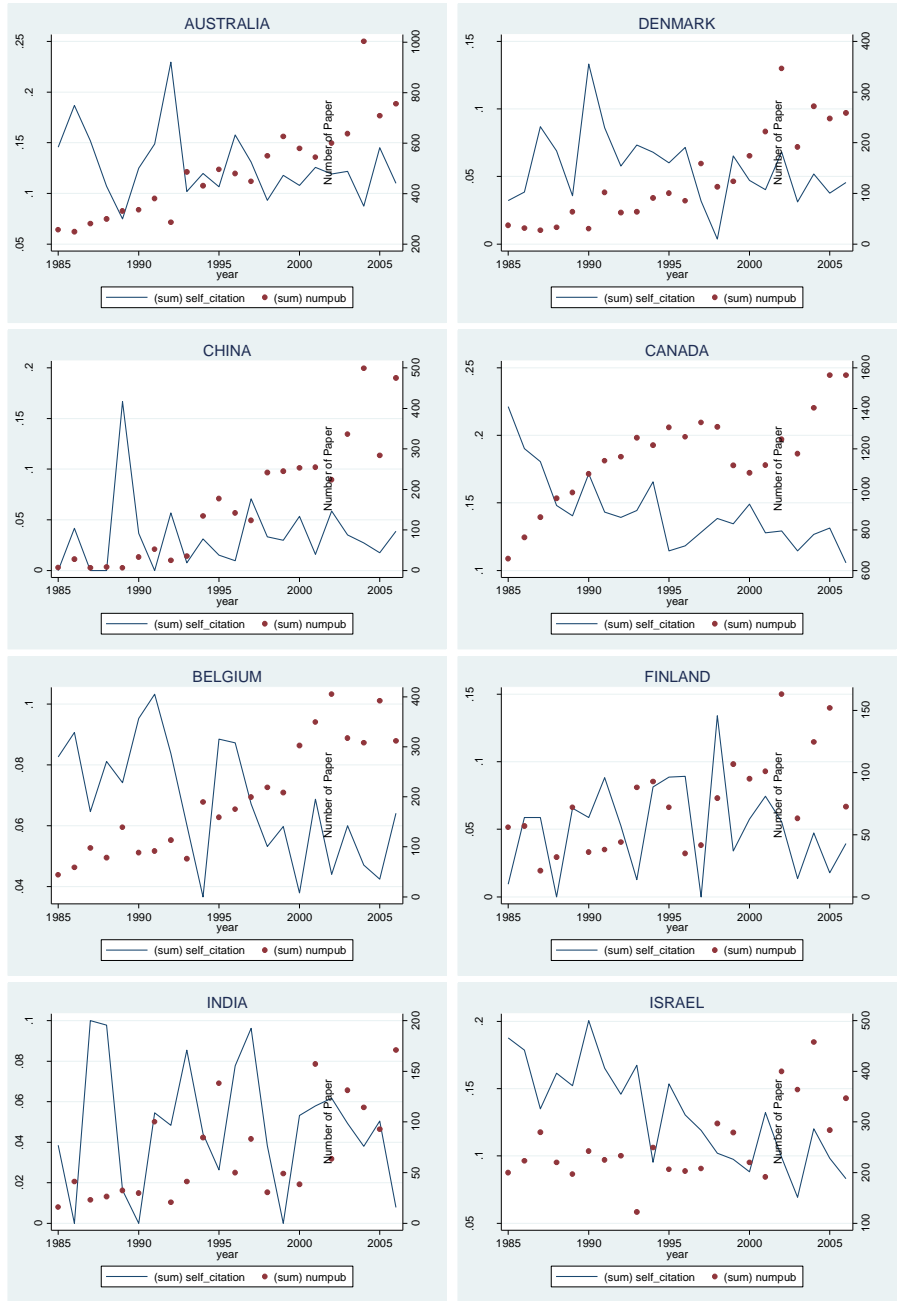 AUSTRALIA
.05 .1 .15 .2 .25
200 400 600 800 1000
Number of Paper
1985 1990 1995 2000 2005
year
(sum) self_citation (sum) numpub
DENMARK
0 .05 .1 .15
0 100 200 300 400
Number of Paper
1985 1990 1995 2000 2005
year
(sum) self_citation (sum) numpub
CHINA
0 .05 .1 .15 .2
0 100 200 300 400 500
Number of Paper
1985 1990 1995 2000 2005
year
(sum) self_citation (sum) numpub
CANADA
.1 .15 .2 .25
600 800 1000 1200 1400 1600
Number of Paper
1985 1990 1995 2000 2005
year
(sum) self_citation (sum) numpub
BELGIUM
.04 .06 .08 .1
0 100 200 300 400
Number of Paper
1985 1990 1995 2000 2005
year
(sum) self_citation (sum) numpub
FINLAND
0 .05 .1 .15
0 50 100 150
Number of Paper
1985 1990 1995 2000 2005
year
(sum) self_citation (sum) numpub
INDIA
0 .02 .04 .06 .08 .1
0 50 100 150 200
Number of Paper
1985 1990 1995 2000 2005
year
(sum) self_citation (sum) numpub
ISRAEL
.05 .1 .15 .2
100 200 300 400 500
Number of Paper
1985 1990 1995 2000 2005
year
(sum) self_citation (sum) numpub